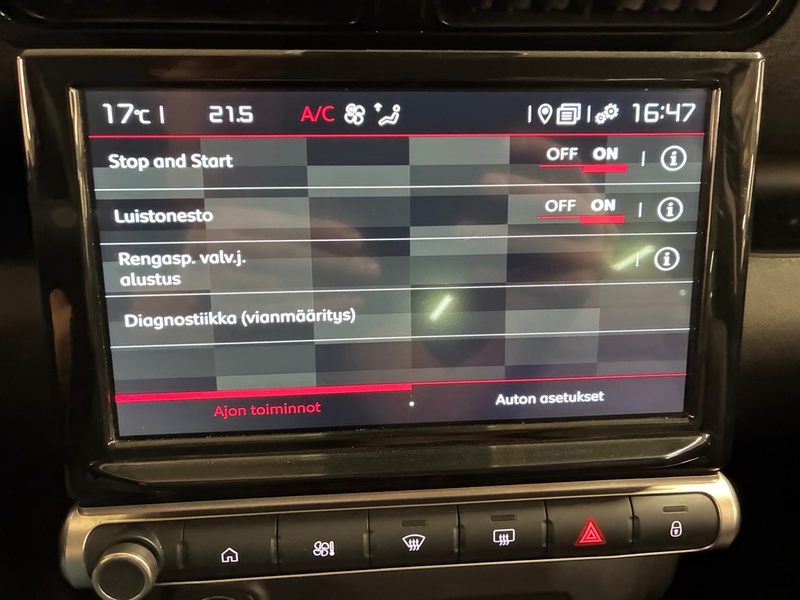 17°C 21.5 A/C 16:47
Stop and Start OFF ON
Luistonesto OFF ON
Rengasp. valv.j.
alustus
Diagnostiikka (vianmääritys)
Ajon toiminnot Auton asetukset